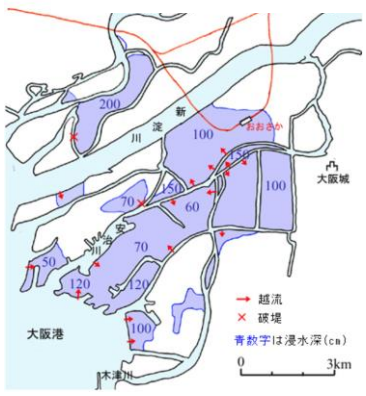 200
新
淀
川
100
おおさか
150
大阪城
150
70
60
100
安
治
川
70
50
120
120
越流
破堤
100
大阪港
青数字は浸水深(cm)
0 3km
木津川